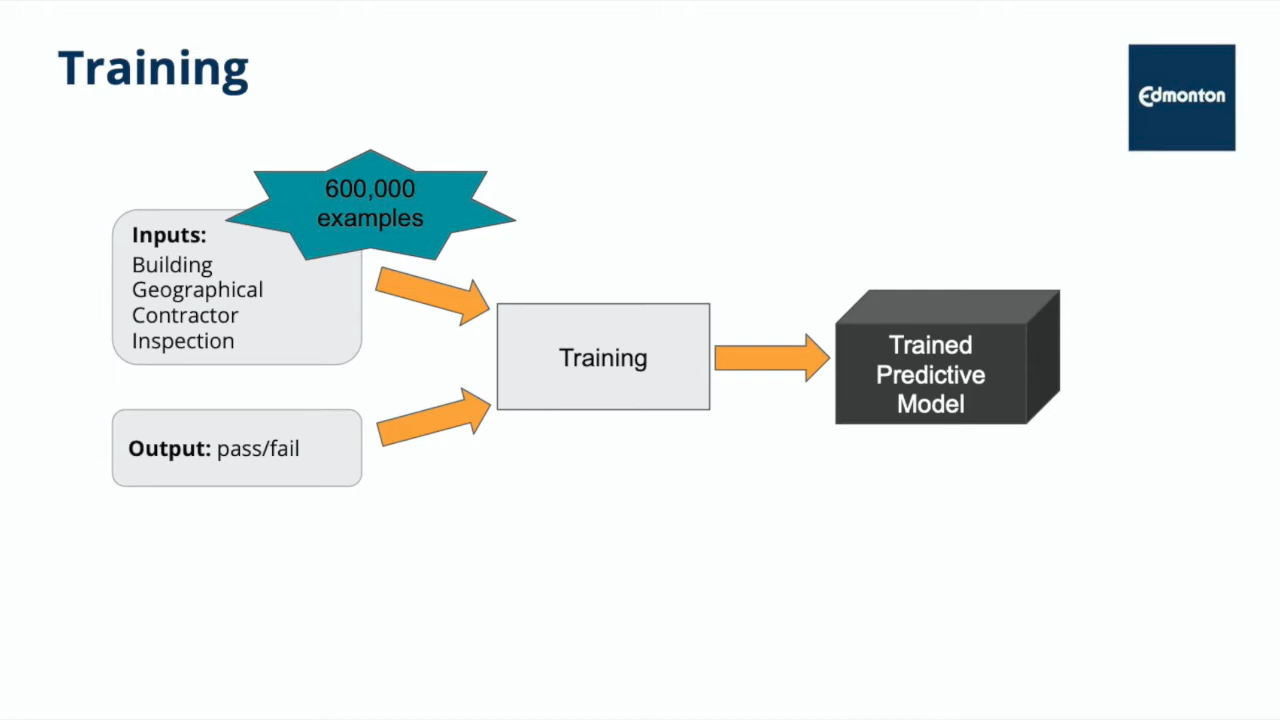 Training
Edmonton
600,000
examples
Inputs:
Building
Geographical
Contractor
Inspection
Output: pass/fail
Training
Trained
Predictive
Model